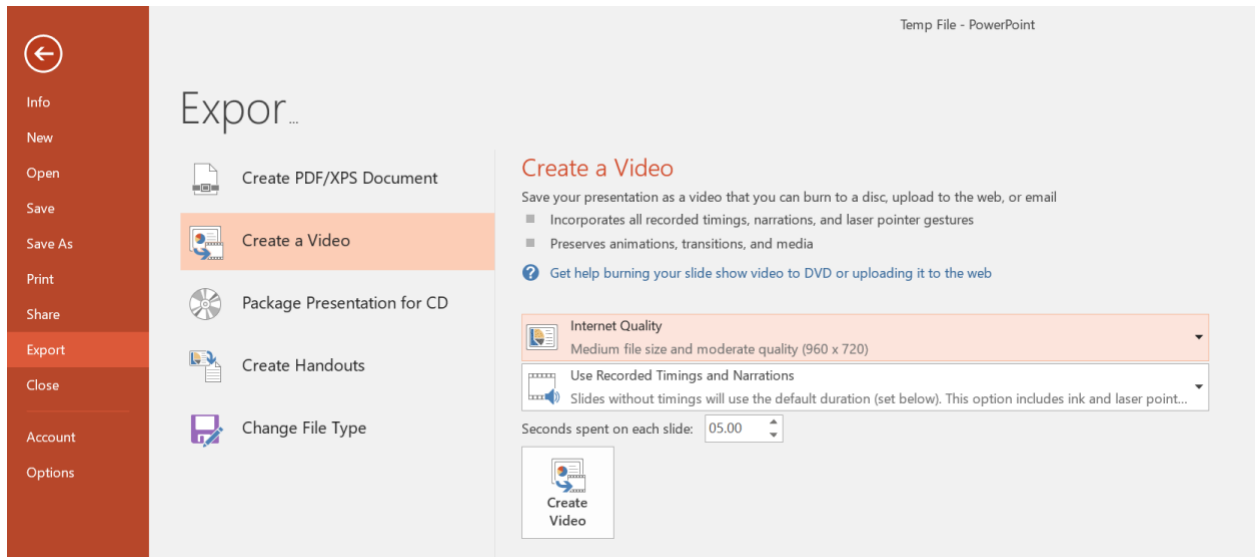 Temp File - PowerPoint
Info
New
Open
Save
Save As
Print
Share
Export
Close
Account
Options
Expor...
Create PDF/XPS Document
Create a Video
Package Presentation for CD
Create Handouts
Change File Type
Create a Video
Save your presentation as a video that you can burn to a disc, upload to the web, or email
Incorporates all recorded timings, narrations, and laser pointer gestures
Preserves animations, transitions, and media
Get help burning your slide show video to DVD or uploading it to the web
Internet Quality
Medium file size and moderate quality (960 x 720)
Use Recorded Timings and Narrations
Slides without timings will use the default duration (set below). This option includes ink and laser point...
Seconds spent on each slide: 05.00
Create
Video